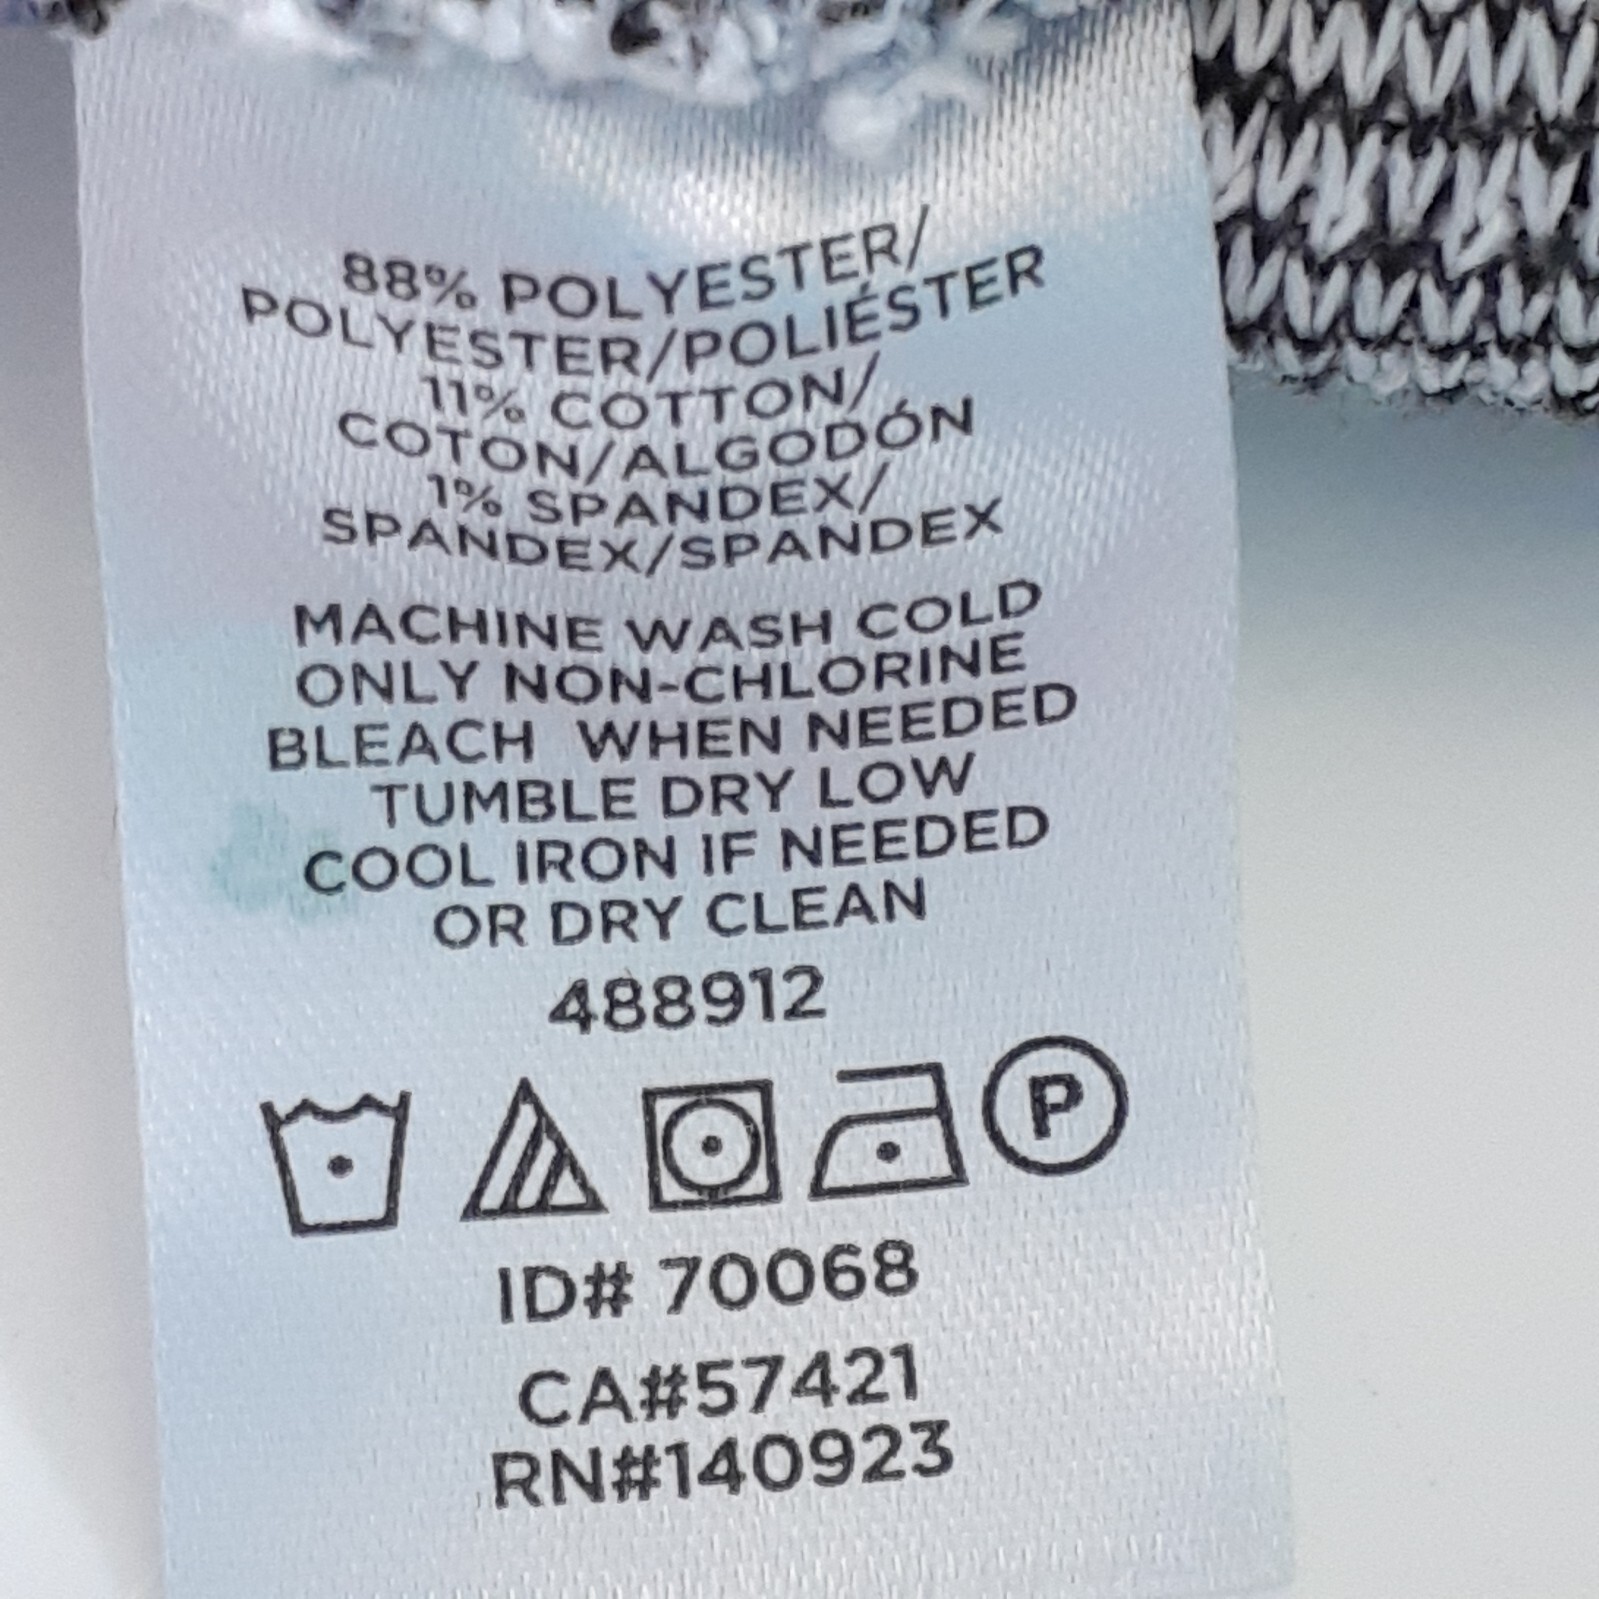 88% POLYESTER/
POLYESTER/POLIÉSTER
11% COTTON/
COTON/ALGODÓN
1% SPANDEX/
SPANDEX/SPANDEX
MACHINE WASH COLD
ONLY NON-CHLORINE
BLEACH WHEN NEEDED
TUMBLE DRY LOW
COOL IRON IF NEEDED
OR DRY CLEAN
488912
P
ID# 70068
CA#57421
RN#140923